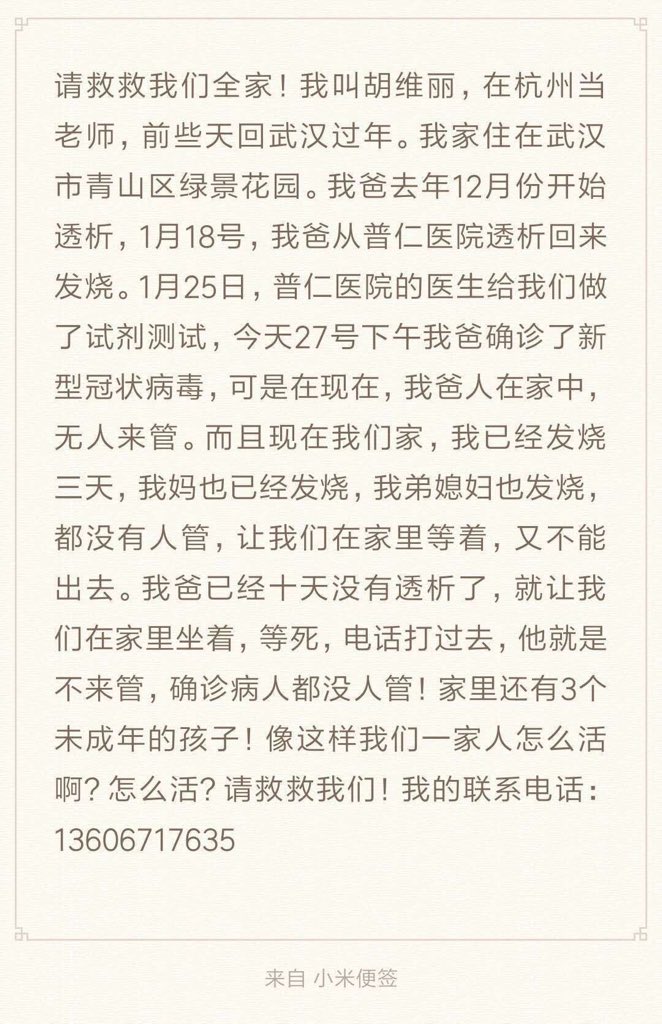 请救救我们全家！我叫胡维丽，在杭州当
老师，前些天回武汉过年。我家住在武汉
市青山区绿景花园。我爸去年12月份开始
透析，1月18号，我爸从普仁医院透析回来
发烧。1月25日，普仁医院的医生给我们做
了试剂测试，今天27号下午我爸确诊了新
型冠状病毒，可是在现在，我爸人在家中，
无人来管。而且现在我们家，我已经发烧
三天，我妈也已经发烧，我弟媳妇也发烧，
都没有人管，让我们在家里等着，又不能
出去。我爸已经十天没有透析了，就让我
们在家里坐着，等死，电话打过去，他就是
不来管，确诊病人都没人管！家里还有3个
未成年的孩子！像这样我们一家人怎么活
啊？怎么活？请救救我们！我的联系电话：
13606717635
来自 小米便签